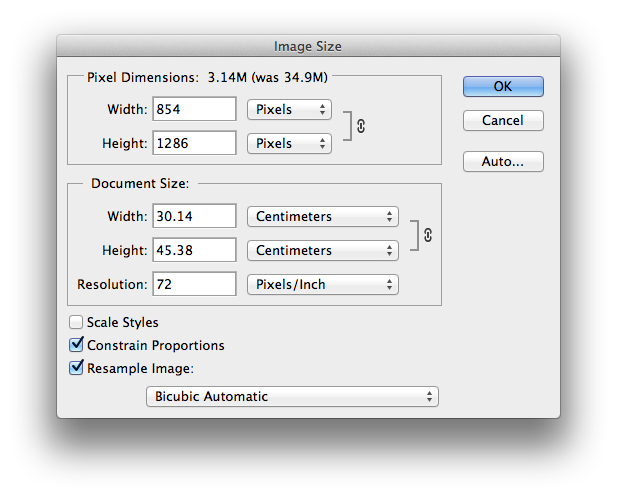 Image Size
Pixel Dimensions: 3.14M (was 34.9M)
Width: 854 Pixels
Height: 1286 Pixels
OK
Cancel
Auto...
Document Size:
Width: 30.14 Centimeters
Height: 45.38 Centimeters
Resolution: 72 Pixels/Inch
Scale Styles
Constrain Proportions
Resample Image:
Bicubic Automatic